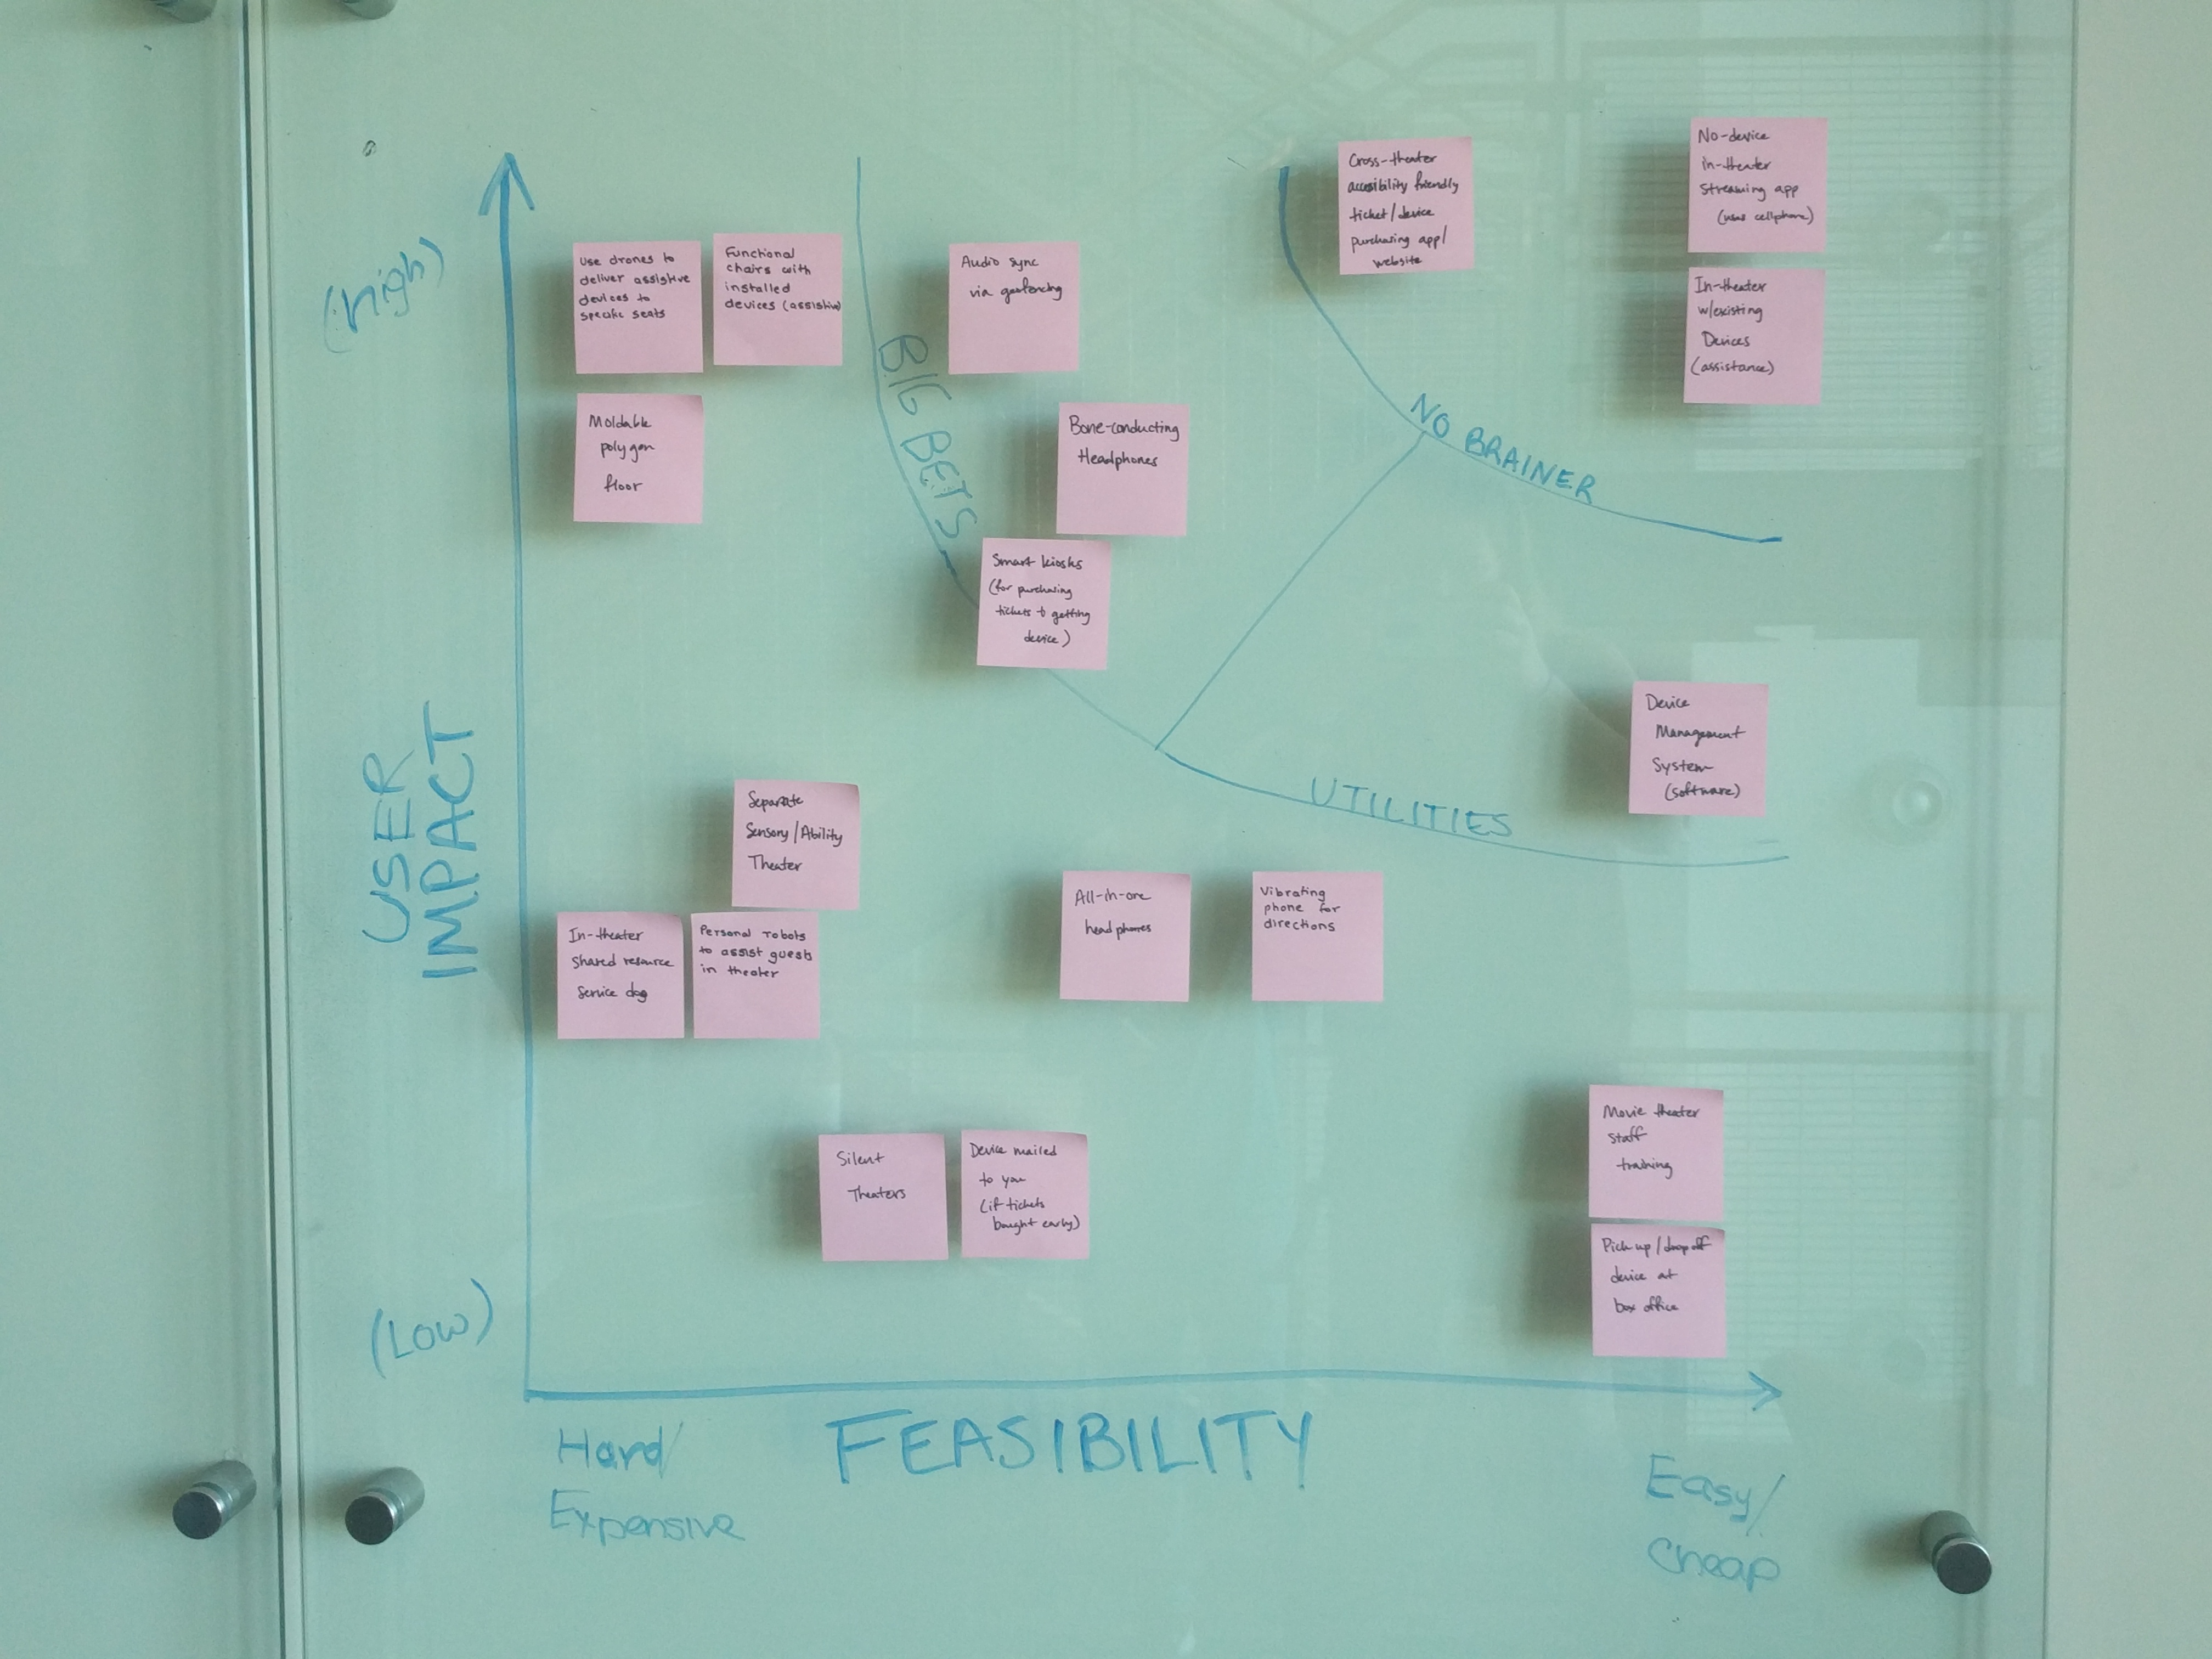 (high)
USER
IMPACT
(Low)
Use drones to
deliver assistive
devices to
specific seats
Functional
chairs with
installed
devices (assistive)
Moldable
polygon
floor
BIG BETS
Audio sync
via geofencing
Bone-conducting
Headphones
Smart kiosks
(for purchasing
tickets & getting
device)
Cross-theater
accesibility friendly
ticket/device
purchasing app/
website
No-device
in-theater
streaming app
(uses cellphone)
In-theater
w/existing
Devices
(assistance)
NO BRAINER
Device
Management
System
(software)
UTILITIES
Separate
Sensory/Ability
Theater
In-theater
shared resource
service dog
Personal robots
to assist guests
in theater
All-in-one
headphones
Vibrating
phone for
directions
Silent
Theaters
Device mailed
to you
(if tickets
bought early)
Movie theater
staff
training
Pick up/drop off
device at
box office
Hard/
Expensive
FEASIBILITY
Easy/
Cheap